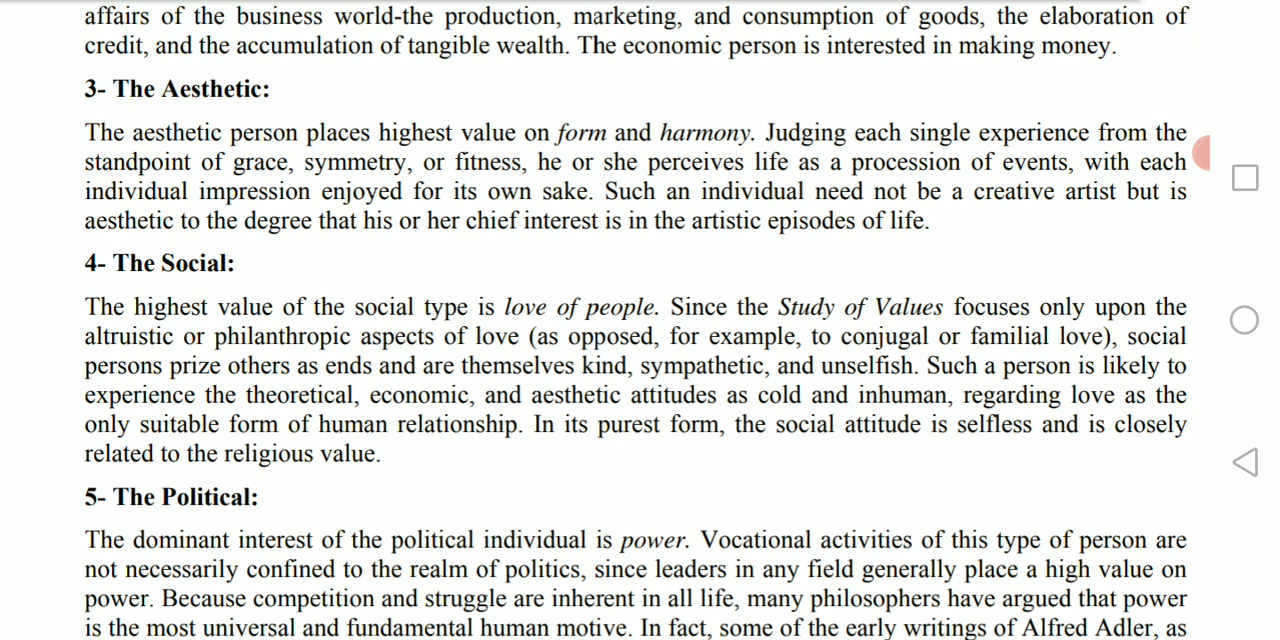 affairs of the business world-the production, marketing, and consumption of goods, the elaboration of
credit, and the accumulation of tangible wealth. The economic person is interested in making money.
3- The Aesthetic:
The aesthetic person places highest value on form and harmony. Judging each single experience from the
standpoint of grace, symmetry, or fitness, he or she perceives life as a procession of events, with each
individual impression enjoyed for its own sake. Such an individual need not be a creative artist but is
aesthetic to the degree that his or her chief interest is in the artistic episodes of life.
4- The Social:
The highest value of the social type is love of people. Since the Study of Values focuses only upon the
altruistic or philanthropic aspects of love (as opposed, for example, to conjugal or familial love), social
persons prize others as ends and are themselves kind, sympathetic, and unselfish. Such a person is likely to
experience the theoretical, economic, and aesthetic attitudes as cold and inhuman, regarding love as the
only suitable form of human relationship. In its purest form, the social attitude is selfless and is closely
related to the religious value.
5- The Political:
The dominant interest of the political individual is power. Vocational activities of this type of person are
not necessarily confined to the realm of politics, since leaders in any field generally place a high value on
power. Because competition and struggle are inherent in all life, many philosophers have argued that power
is the most universal and fundamental human motive. In fact, some of the early writings of Alfred Adler, as